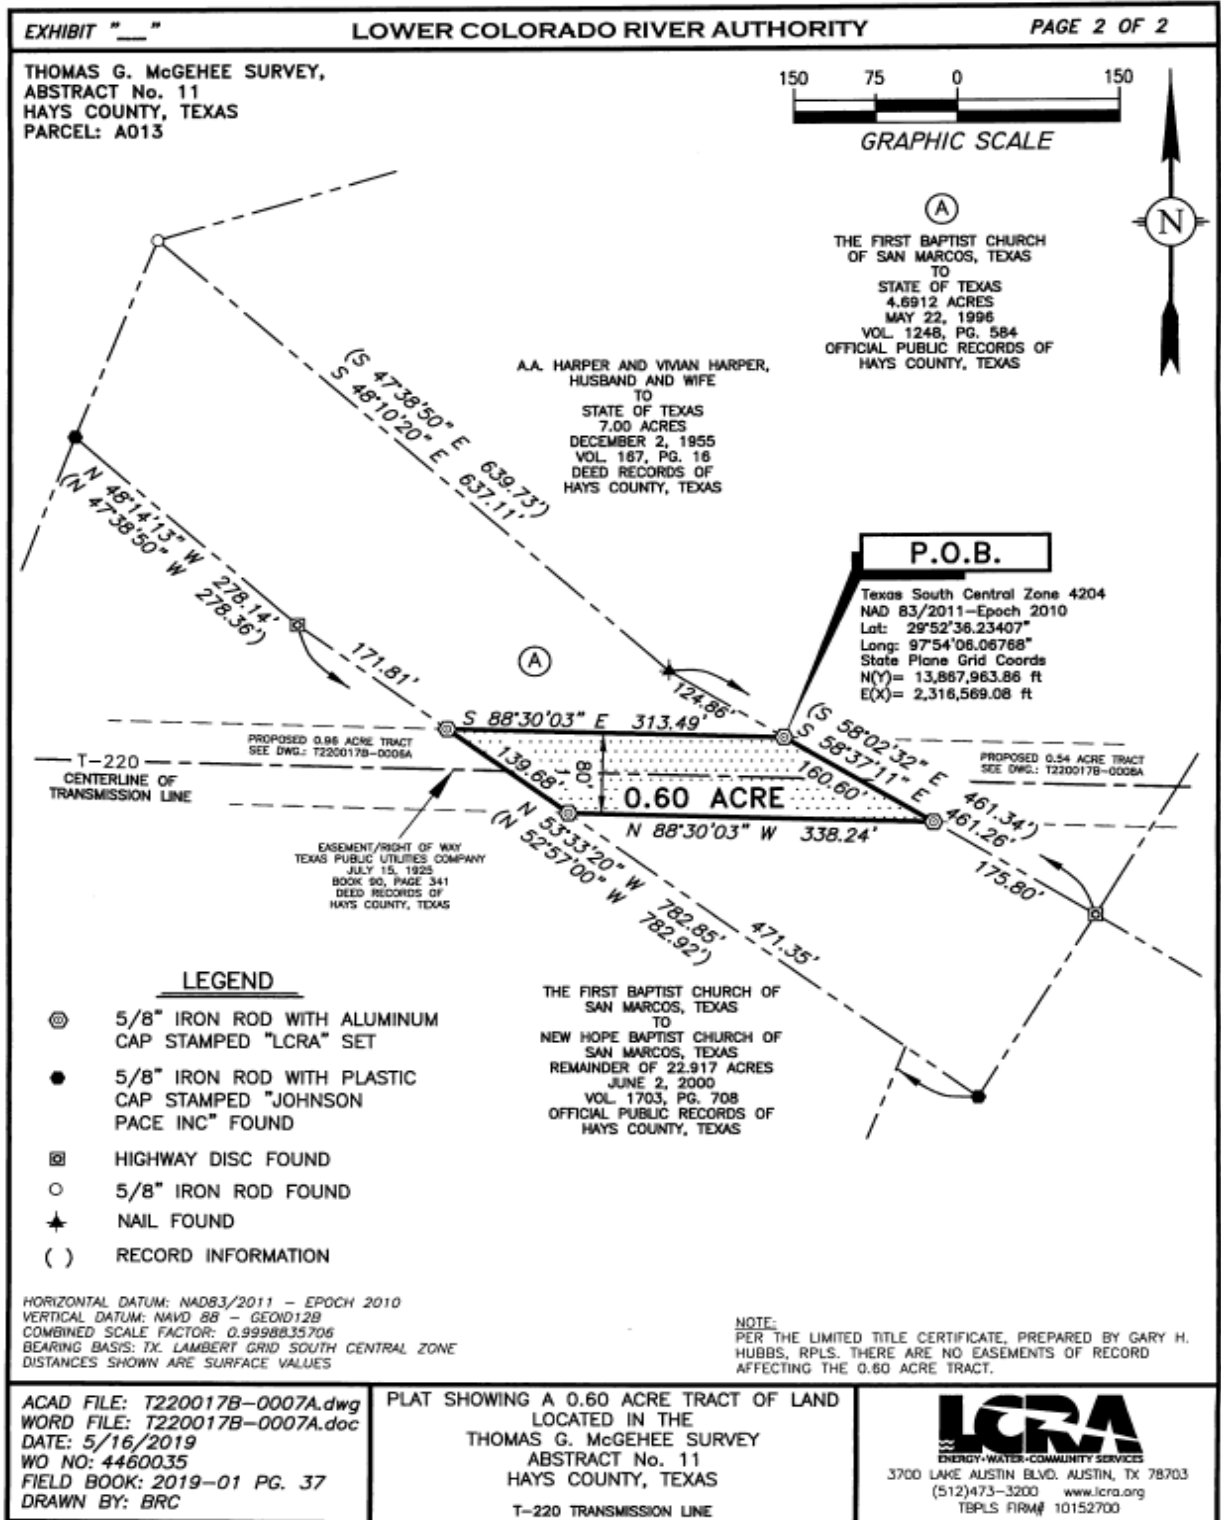 EXHIBIT "__"
LOWER COLORADO RIVER AUTHORITY
PAGE 2 OF 2
THOMAS G. McGEHEE SURVEY,
ABSTRACT No. 11
HAYS COUNTY, TEXAS
PARCEL: A013
150 75 0 150
GRAPHIC SCALE
N
A
THE FIRST BAPTIST CHURCH
OF SAN MARCOS, TEXAS
TO
STATE OF TEXAS
4.6912 ACRES
MAY 22, 1996
VOL. 1248, PG. 584
OFFICIAL PUBLIC RECORDS OF
HAYS COUNTY, TEXAS
A.A. HARPER AND VIVIAN HARPER,
HUSBAND AND WIFE
TO
STATE OF TEXAS
7.00 ACRES
DECEMBER 2, 1955
VOL. 167, PG. 16
DEED RECORDS OF
HAYS COUNTY, TEXAS
(S 47°38'50" E 639.73')
S 48°10'20" E 637.11'
N 48°14'13" W 278.14'
(N 47°38'50" W 278.36')
P.O.B.
Texas South Central Zone 4204
NAD 83/2011-Epoch 2010
Lat: 29°52'36.23407"
Long: 97°54'06.06768"
State Plane Grid Coords
N(Y)= 13,867,963.86 ft
E(X)= 2,316,569.08 ft
171.81'
A
124.86'
S 88°30'03" E 313.49'
(S 58°02'32" E 461.34')
S 58°37'11" E 461.26'
PROPOSED 0.96 ACRE TRACT
SEE DWG.: T220017B-0006A
PROPOSED 0.54 ACRE TRACT
SEE DWG.: T220017B-0008A
T-220
CENTERLINE OF
TRANSMISSION LINE
139.68'
80'
160.60'
0.60 ACRE
N 88°30'03" W 338.24'
N 53°33'20" W 782.85'
(N 52°57'00" W 782.92')
471.35'
175.80'
EASEMENT/RIGHT OF WAY
TEXAS PUBLIC UTILITIES COMPANY
JULY 15, 1925
BOOK 90, PAGE 341
DEED RECORDS OF
HAYS COUNTY, TEXAS
THE FIRST BAPTIST CHURCH OF
SAN MARCOS, TEXAS
TO
NEW HOPE BAPTIST CHURCH OF
SAN MARCOS, TEXAS
REMAINDER OF 22.917 ACRES
JUNE 2, 2000
VOL. 1703, PG. 708
OFFICIAL PUBLIC RECORDS OF
HAYS COUNTY, TEXAS
LEGEND
5/8" IRON ROD WITH ALUMINUM
CAP STAMPED "LCRA" SET
5/8" IRON ROD WITH PLASTIC
CAP STAMPED "JOHNSON
PACE INC" FOUND
HIGHWAY DISC FOUND
5/8" IRON ROD FOUND
NAIL FOUND
( ) RECORD INFORMATION
HORIZONTAL DATUM: NAD83/2011 - EPOCH 2010
VERTICAL DATUM: NAVD 88 - GEOID12B
COMBINED SCALE FACTOR: 0.9998835706
BEARING BASIS: TX. LAMBERT GRID SOUTH CENTRAL ZONE
DISTANCES SHOWN ARE SURFACE VALUES
NOTE:
PER THE LIMITED TITLE CERTIFICATE, PREPARED BY GARY H.
HUBBS, RPLS. THERE ARE NO EASEMENTS OF RECORD
AFFECTING THE 0.60 ACRE TRACT.
ACAD FILE: T220017B-0007A.dwg
WORD FILE: T220017B-0007A.doc
DATE: 5/16/2019
WO NO: 4460035
FIELD BOOK: 2019-01 PG. 37
DRAWN BY: BRC
PLAT SHOWING A 0.60 ACRE TRACT OF LAND
LOCATED IN THE
THOMAS G. McGEHEE SURVEY
ABSTRACT No. 11
HAYS COUNTY, TEXAS
T-220 TRANSMISSION LINE
LCRA
ENERGY•WATER•COMMUNITY SERVICES
3700 LAKE AUSTIN BLVD. AUSTIN, TX 78703
(512)473-3200 www.lcra.org
TBPLS FIRM# 10152700